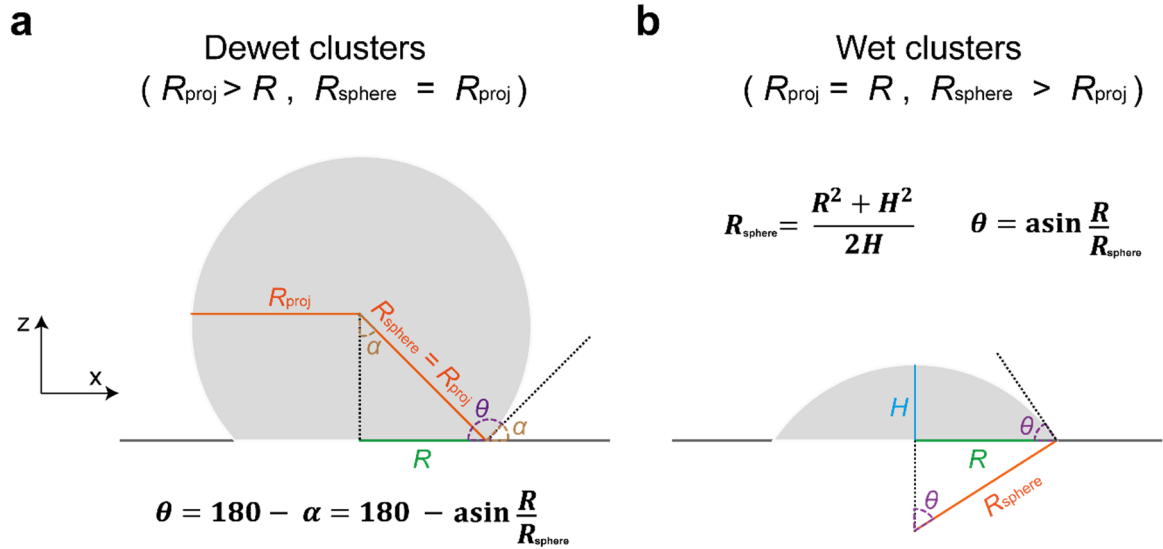 a
Dewet clusters
( Rproj > R , Rsphere = Rproj )
Rproj
Rsphere = Rproj
α
z
x
θ
α
R
θ = 180 − α = 180 − asin R/Rsphere
b
Wet clusters
( Rproj = R , Rsphere > Rproj )
Rsphere = (R² + H²)/2H
θ = asin R/Rsphere
H
θ
R
Rsphere
θ